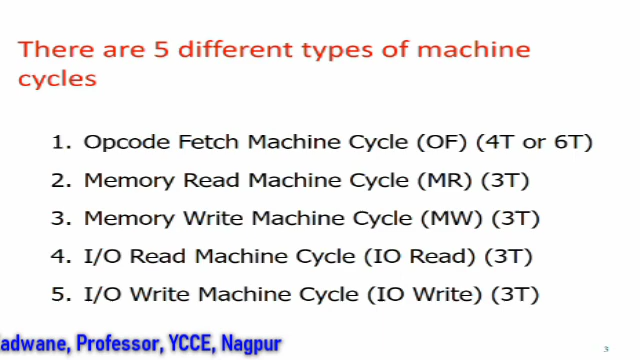 There are 5 different types of machine
cycles
1. Opcode Fetch Machine Cycle (OF) (4T or 6T)
2. Memory Read Machine Cycle (MR) (3T)
3. Memory Write Machine Cycle (MW) (3T)
4. I/O Read Machine Cycle (IO Read) (3T)
5. I/O Write Machine Cycle (IO Write) (3T)
adwane, Professor, YCCE, Nagpur
3